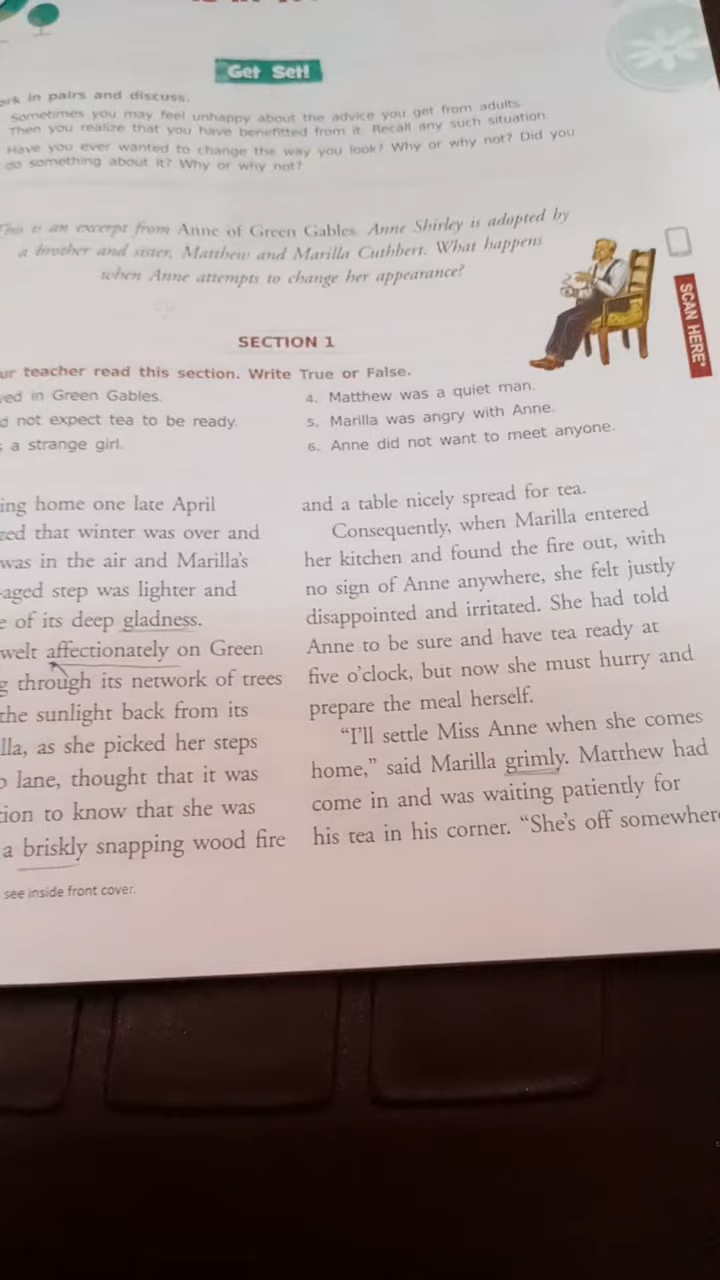 Get Set!
ork in pairs and discuss.
Sometimes you may feel unhappy about the advice you get from adults.
Then you realize that you have benefitted from it. Recall any such situation.
Have you ever wanted to change the way you look? Why or why not? Did you
do something about it? Why or why not?
This is an excerpt from Anne of Green Gables. Anne Shirley is adopted by
a brother and sister, Matthew and Marilla Cuthbert. What happens
when Anne attempts to change her appearance?
SCAN HERE*
SECTION 1
ur teacher read this section. Write True or False.
ved in Green Gables.
d not expect tea to be ready.
s a strange girl.
4. Matthew was a quiet man.
5. Marilla was angry with Anne.
6. Anne did not want to meet anyone.
ing home one late April
zed that winter was over and
was in the air and Marilla's
-aged step was lighter and
e of its deep gladness.
welt affectionately on Green
g through its network of trees
the sunlight back from its
lla, as she picked her steps
p lane, thought that it was
tion to know that she was
a briskly snapping wood fire
see inside front cover.
and a table nicely spread for tea.
Consequently, when Marilla entered
her kitchen and found the fire out, with
no sign of Anne anywhere, she felt justly
disappointed and irritated. She had told
Anne to be sure and have tea ready at
five o'clock, but now she must hurry and
prepare the meal herself.
"I'll settle Miss Anne when she comes
home," said Marilla grimly. Matthew had
come in and was waiting patiently for
his tea in his corner. "She's off somewher